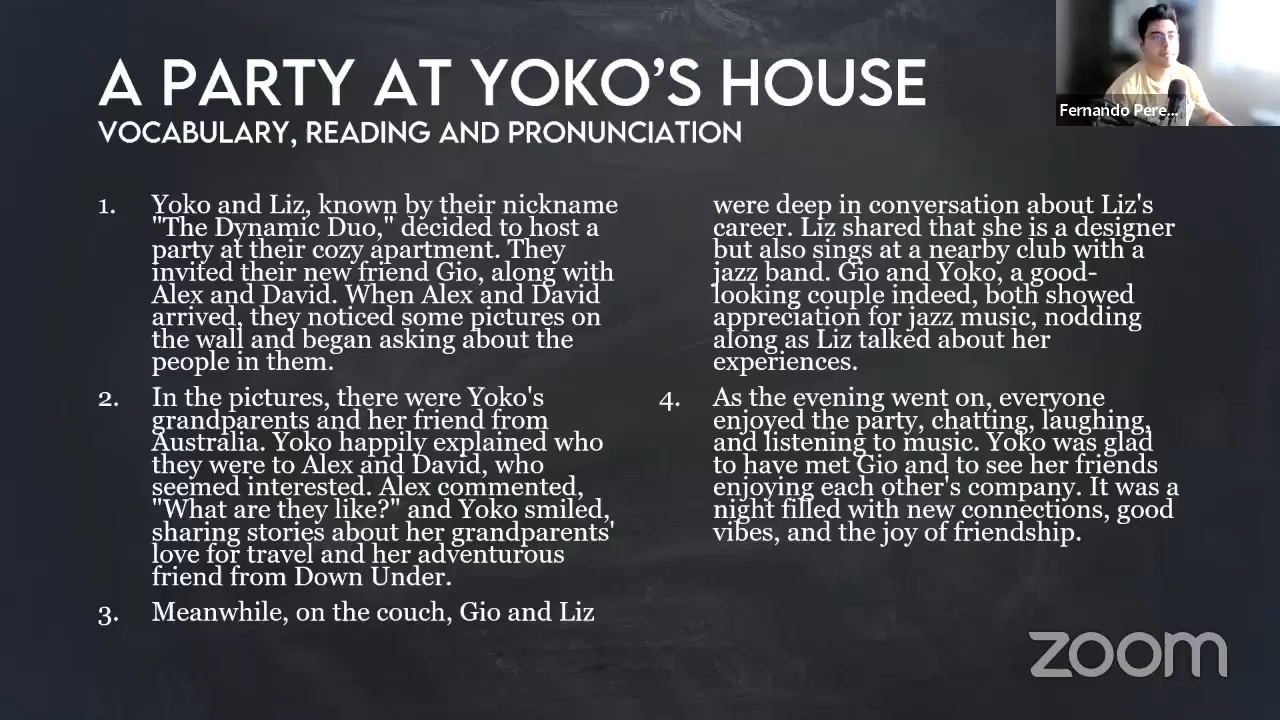 A PARTY AT YOKO'S HOUSE
VOCABULARY, READING AND PRONUNCIATION
1. Yoko and Liz, known by their nickname
"The Dynamic Duo," decided to host a
party at their cozy apartment. They
invited their new friend Gio, along with
Alex and David. When Alex and David
arrived, they noticed some pictures on
the wall and began asking about the
people in them.
2. In the pictures, there were Yoko's
grandparents and her friend from
Australia. Yoko happily explained who
they were to Alex and David, who
seemed interested. Alex commented,
"What are they like?" and Yoko smiled,
sharing stories about her grandparents'
love for travel and her adventurous
friend from Down Under.
3. Meanwhile, on the couch, Gio and Liz
were deep in conversation about Liz's
career. Liz shared that she is a designer
but also sings at a nearby club with a
jazz band. Gio and Yoko, a good-
looking couple indeed, both showed
appreciation for jazz music, nodding
along as Liz talked about her
experiences.
4. As the evening went on, everyone
enjoyed the party, chatting, laughing,
and listening to music. Yoko was glad
to have met Gio and to see her friends
enjoying each other's company. It was a
night filled with new connections, good
vibes, and the joy of friendship.
Fernando Pere...
zoom